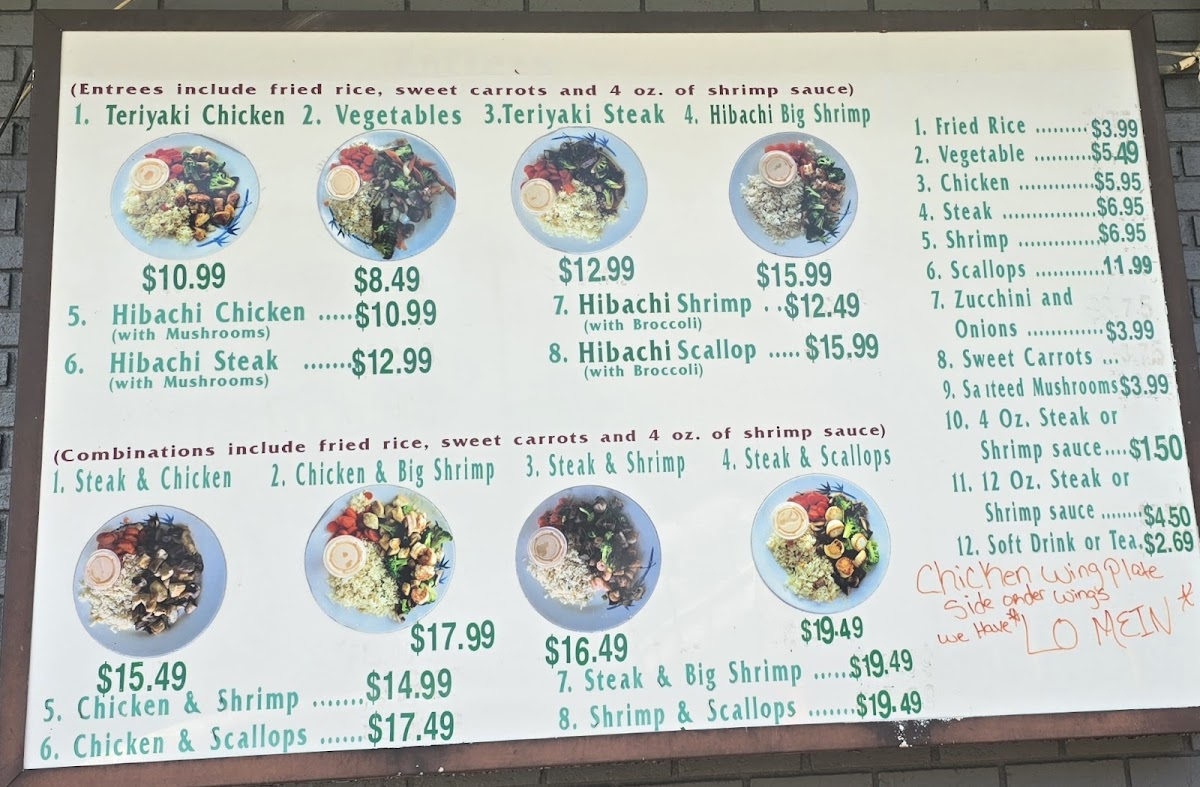 (Entrees include fried rice, sweet carrots and 4 oz. of shrimp sauce)
1. Teriyaki Chicken 2. Vegetables 3.Teriyaki Steak 4. Hibachi Big Shrimp
$10.99 $8.49 $12.99 $15.99
5. Hibachi Chicken .....$10.99
(with Mushrooms)
6. Hibachi Steak .......$12.99
(with Mushrooms)
7. Hibachi Shrimp . .$12.49
(with Broccoli)
8. Hibachi Scallop .....$15.99
(with Broccoli)
(Combinations include fried rice, sweet carrots and 4 oz. of shrimp sauce)
1. Steak & Chicken 2. Chicken & Big Shrimp 3. Steak & Shrimp 4. Steak & Scallops
$15.49 $17.99 $16.49 $19.49
5. Chicken & Shrimp .......$14.99
6. Chicken & Scallops ......$17.49
7. Steak & Big Shrimp ......$19.49
8. Shrimp & Scallops .......$19.49
1. Fried Rice .........$3.99
2. Vegetable ..........$5.49
3. Chicken .............$5.95
4. Steak ................$6.95
5. Shrimp ..............$6.95
6. Scallops ............11.99
7. Zucchini and
Onions ............$3.99
8. Sweet Carrots ...
9. Sa teed Mushrooms$3.99
10. 4 Oz. Steak or
Shrimp sauce....$150
11. 12 Oz. Steak or
Shrimp sauce .......$450
12. Soft Drink or Tea.$2.69
Chicken wing plate
Side order wing's
we Have * LO MEIN *